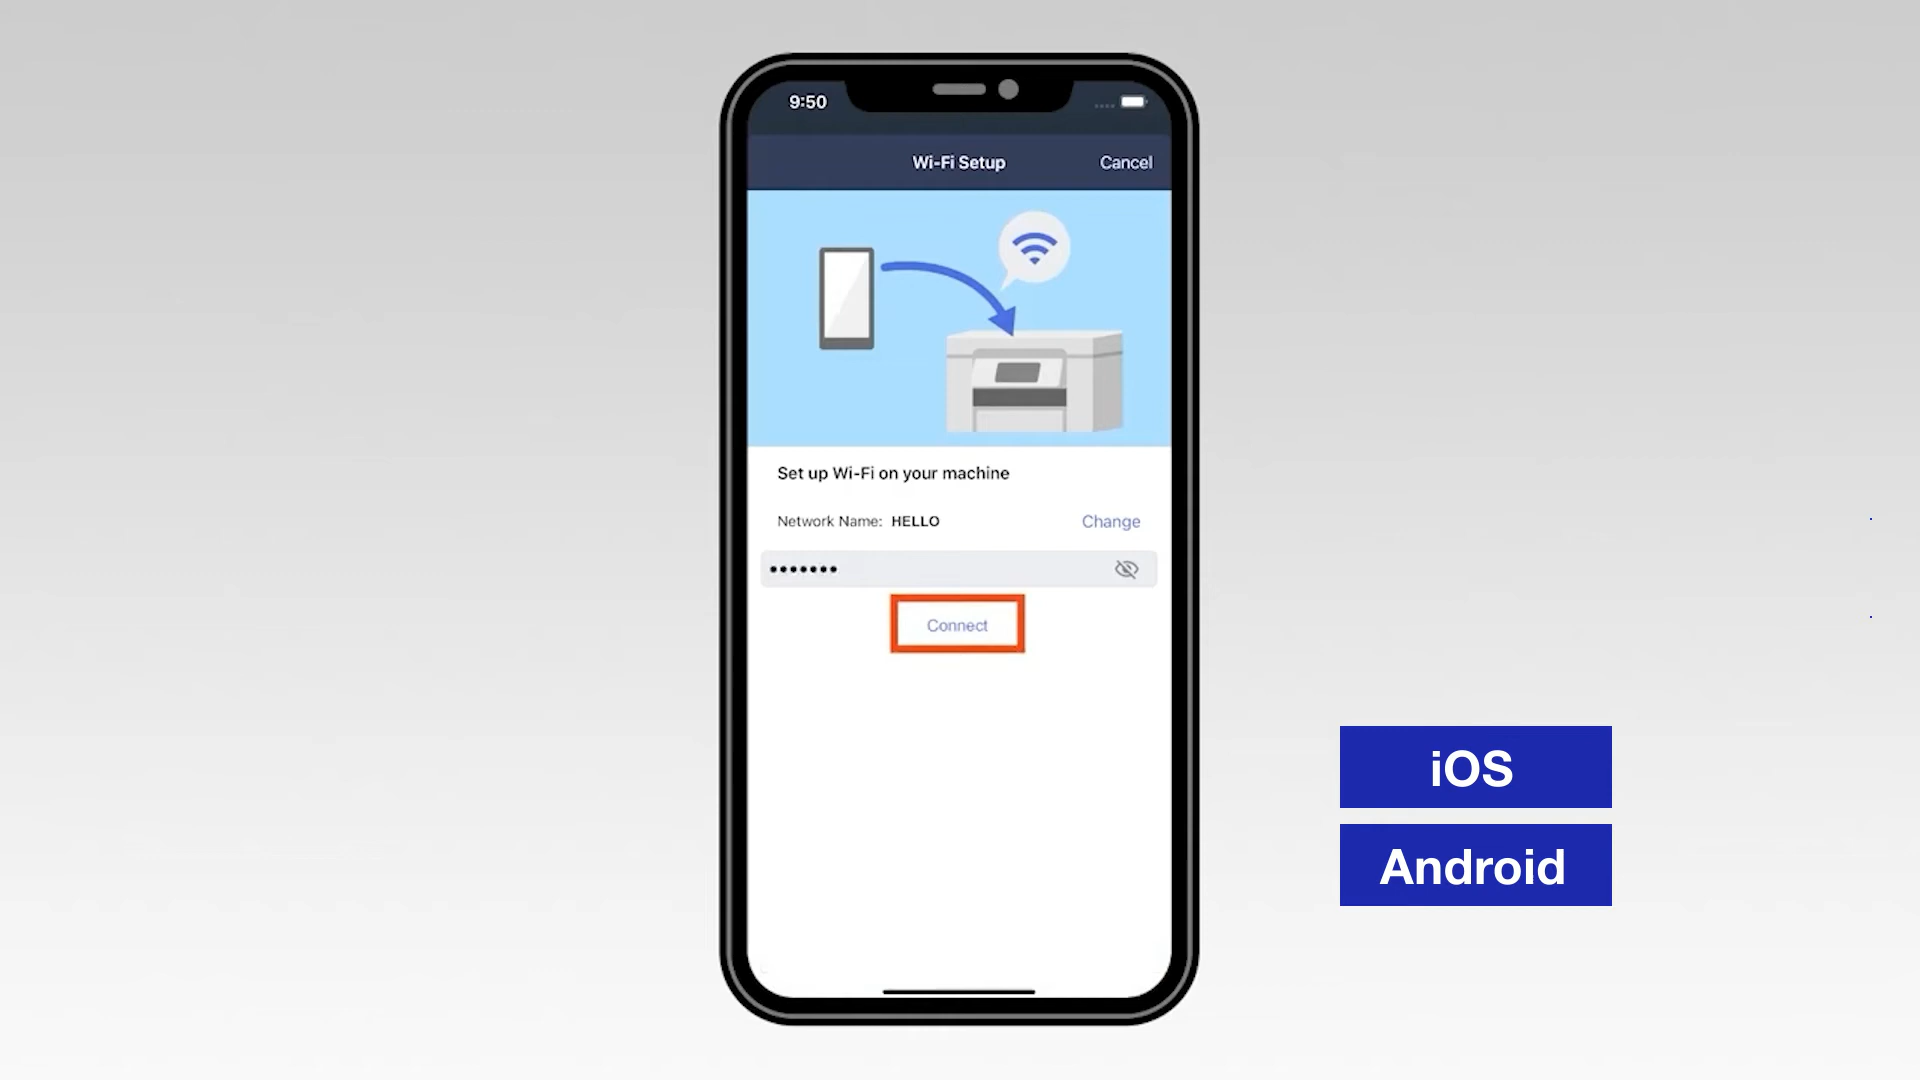 9:50
Wi-Fi Setup
Cancel
Set up Wi-Fi on your machine
Network Name: HELLO
Change
•••••••
Connect
iOS
Android